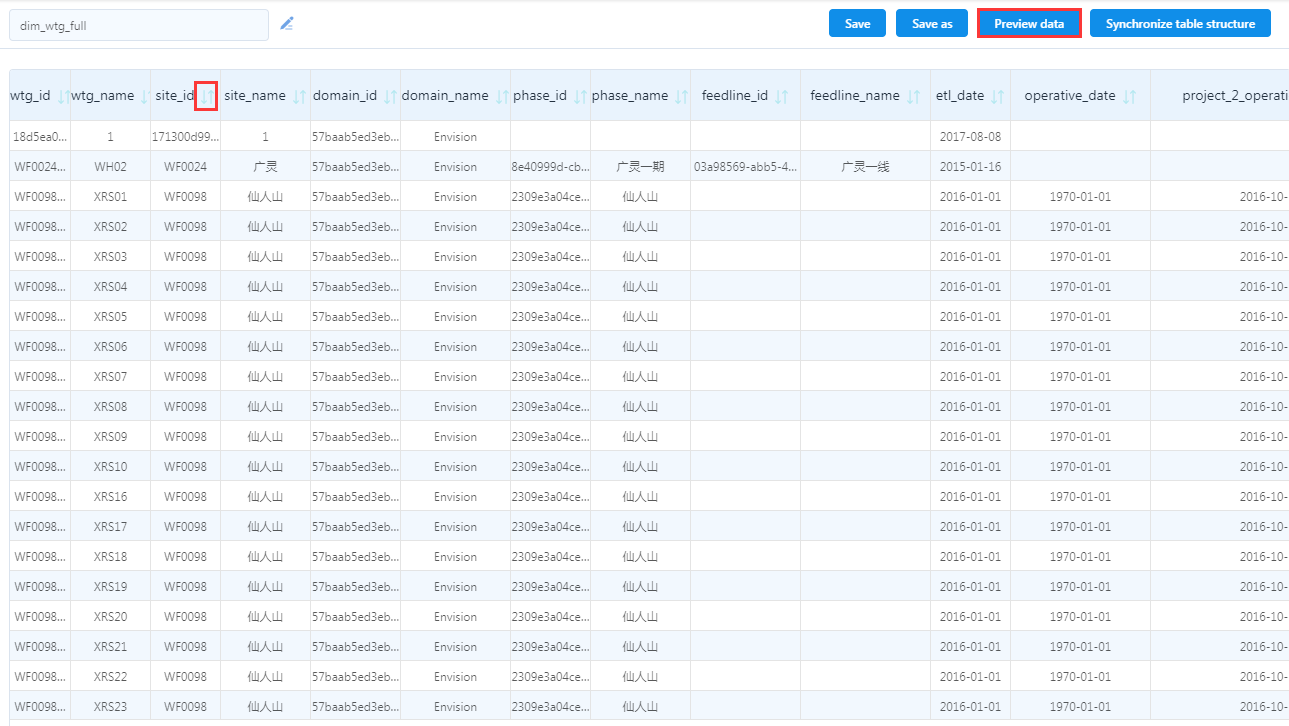 dim_wtg_full Save Save as Preview data Synchronize table structure
wtg_id wtg_name site_id site_name domain_id domain_name phase_id phase_name feedline_id feedline_name etl_date operative_date project_2_operati
18d5ea0... 1 171300d99... 1 57baab5ed3eb... Envision 2017-08-08
WF0024... WH02 WF0024 广灵 57baab5ed3eb... Envision 8e40999d-cb... 广灵一期 03a98569-abb5-4... 广灵一线 2015-01-16
WF0098... XRS01 WF0098 仙人山 57baab5ed3eb... Envision 2309e3a04ce... 仙人山 2016-01-01 1970-01-01 2016-10-
WF0098... XRS02 WF0098 仙人山 57baab5ed3eb... Envision 2309e3a04ce... 仙人山 2016-01-01 1970-01-01 2016-10-
WF0098... XRS03 WF0098 仙人山 57baab5ed3eb... Envision 2309e3a04ce... 仙人山 2016-01-01 1970-01-01 2016-10-
WF0098... XRS04 WF0098 仙人山 57baab5ed3eb... Envision 2309e3a04ce... 仙人山 2016-01-01 1970-01-01 2016-10-
WF0098... XRS05 WF0098 仙人山 57baab5ed3eb... Envision 2309e3a04ce... 仙人山 2016-01-01 1970-01-01 2016-10-
WF0098... XRS06 WF0098 仙人山 57baab5ed3eb... Envision 2309e3a04ce... 仙人山 2016-01-01 1970-01-01 2016-10-
WF0098... XRS07 WF0098 仙人山 57baab5ed3eb... Envision 2309e3a04ce... 仙人山 2016-01-01 1970-01-01 2016-10-
WF0098... XRS08 WF0098 仙人山 57baab5ed3eb... Envision 2309e3a04ce... 仙人山 2016-01-01 1970-01-01 2016-10-
WF0098... XRS09 WF0098 仙人山 57baab5ed3eb... Envision 2309e3a04ce... 仙人山 2016-01-01 1970-01-01 2016-10-
WF0098... XRS10 WF0098 仙人山 57baab5ed3eb... Envision 2309e3a04ce... 仙人山 2016-01-01 1970-01-01 2016-10-
WF0098... XRS16 WF0098 仙人山 57baab5ed3eb... Envision 2309e3a04ce... 仙人山 2016-01-01 1970-01-01 2016-10-
WF0098... XRS17 WF0098 仙人山 57baab5ed3eb... Envision 2309e3a04ce... 仙人山 2016-01-01 1970-01-01 2016-10-
WF0098... XRS18 WF0098 仙人山 57baab5ed3eb... Envision 2309e3a04ce... 仙人山 2016-01-01 1970-01-01 2016-10-
WF0098... XRS19 WF0098 仙人山 57baab5ed3eb... Envision 2309e3a04ce... 仙人山 2016-01-01 1970-01-01 2016-10-
WF0098... XRS20 WF0098 仙人山 57baab5ed3eb... Envision 2309e3a04ce... 仙人山 2016-01-01 1970-01-01 2016-10-
WF0098... XRS21 WF0098 仙人山 57baab5ed3eb... Envision 2309e3a04ce... 仙人山 2016-01-01 1970-01-01 2016-10-
WF0098... XRS22 WF0098 仙人山 57baab5ed3eb... Envision 2309e3a04ce... 仙人山 2016-01-01 1970-01-01 2016-10-
WF0098... XRS23 WF0098 仙人山 57baab5ed3eb... Envision 2309e3a04ce... 仙人山 2016-01-01 1970-01-01 2016-10-